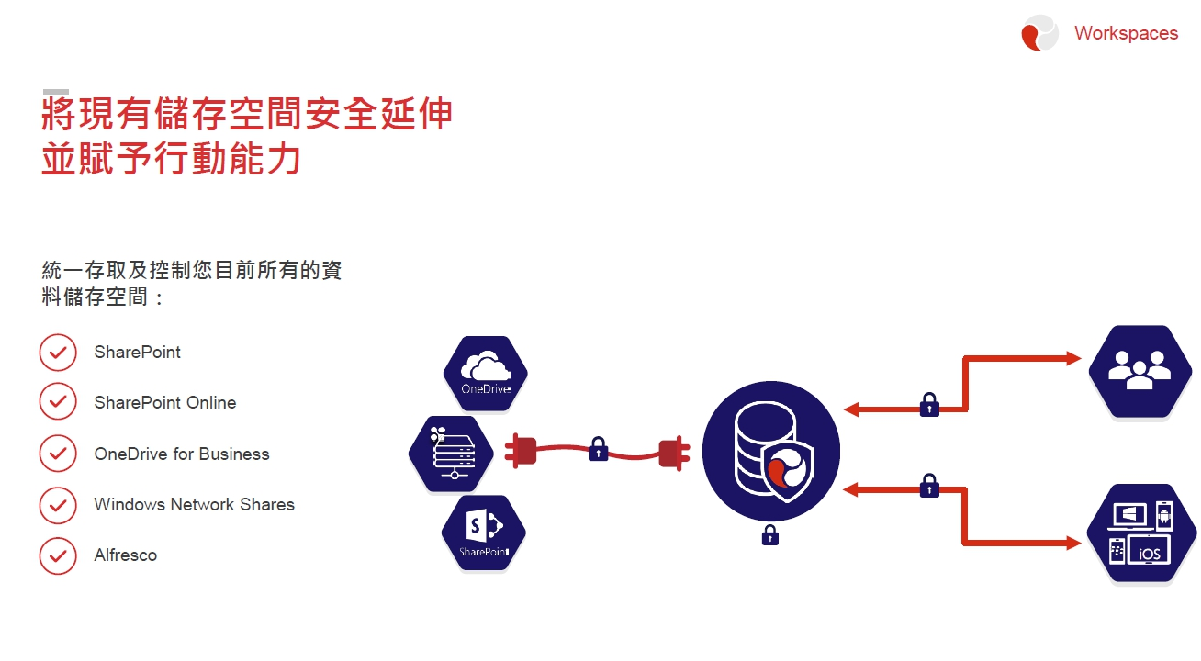 Workspaces
將現有儲存空間安全延伸
並賦予行動能力
統一存取及控制您目前所有的資
料儲存空間：
SharePoint
SharePoint Online
OneDrive for Business
Windows Network Shares
Alfresco
OneDrive
S
SharePoint
iOS